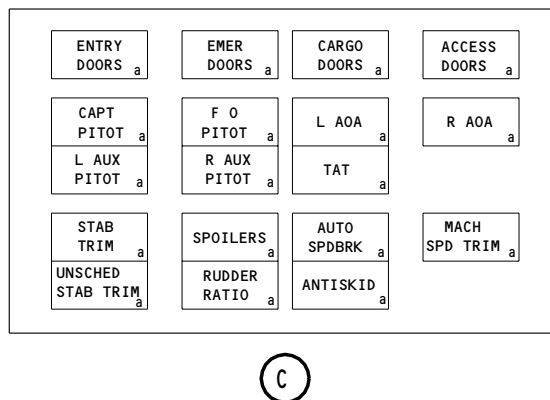 ENTRY
DOORS a
EMER
DOORS a
CARGO
DOORS a
ACCESS
DOORS a
CAPT
PITOT a
F O
PITOT a
L AOA
a
R AOA
a
L AUX
PITOT a
R AUX
PITOT a
TAT
a
STAB
TRIM a
SPOILERS
a
AUTO
SPDBRK a
MACH
SPD TRIM a
UNSCHED
STAB TRIM
a
RUDDER
RATIO a
ANTISKID
a
C